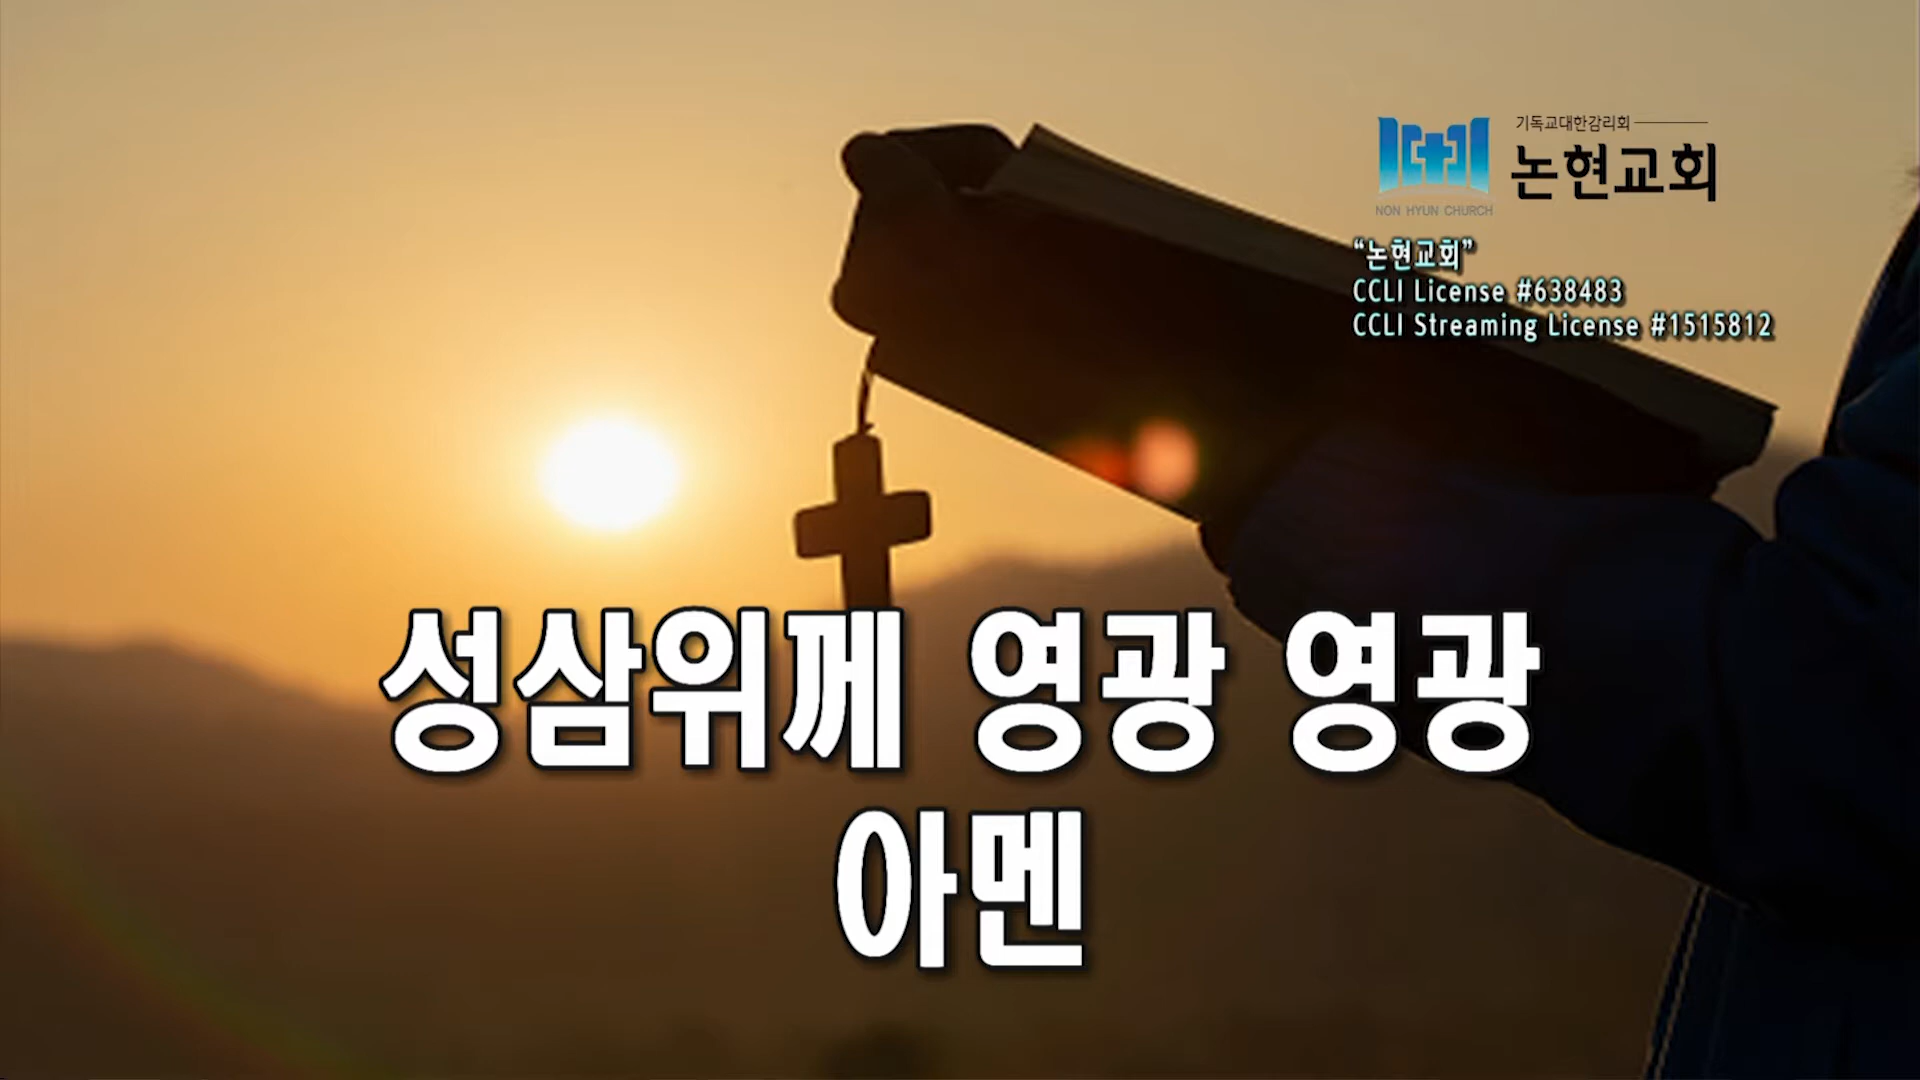 기독교대한감리회
논현교회
NON HYUN CHURCH
“논현교회”
CCLI License #638483
CCLI Streaming License #1515812
성삼위께 영광 영광
아멘